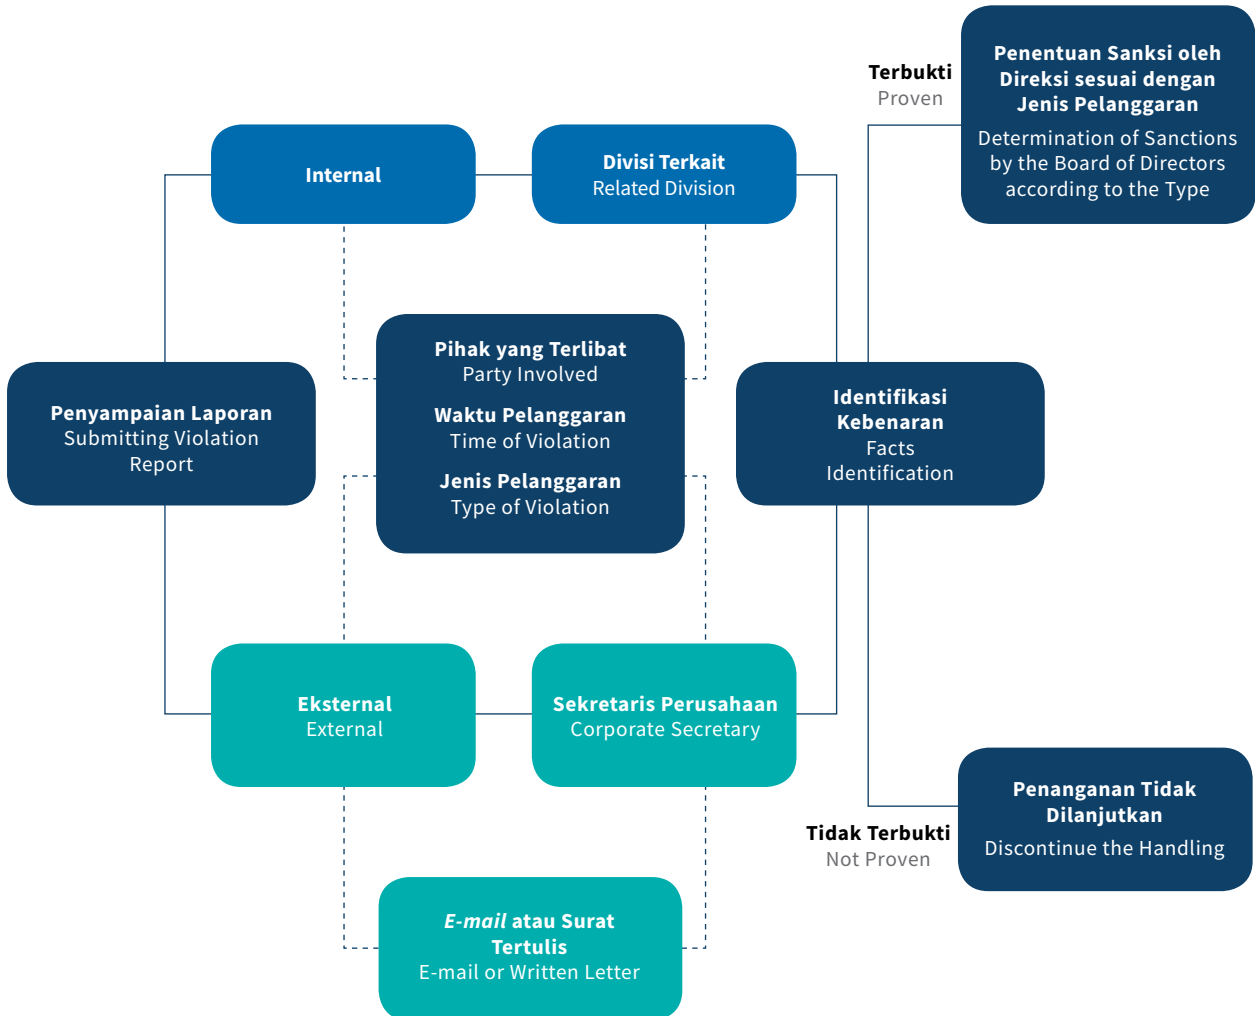 Penentuan Sanksi oleh
Direksi sesuai dengan
Jenis Pelanggaran
Determination of Sanctions
by the Board of Directors
according to the Type
Terbukti
Proven
Internal
Divisi Terkait
Related Division
Pihak yang Terlibat
Party Involved
Waktu Pelanggaran
Time of Violation
Jenis Pelanggaran
Type of Violation
Penyampaian Laporan
Submitting Violation
Report
Identifikasi
Kebenaran
Facts
Identification
Eksternal
External
Sekretaris Perusahaan
Corporate Secretary
Penanganan Tidak
Dilanjutkan
Discontinue the Handling
Tidak Terbukti
Not Proven
E-mail atau Surat
Tertulis
E-mail or Written Letter